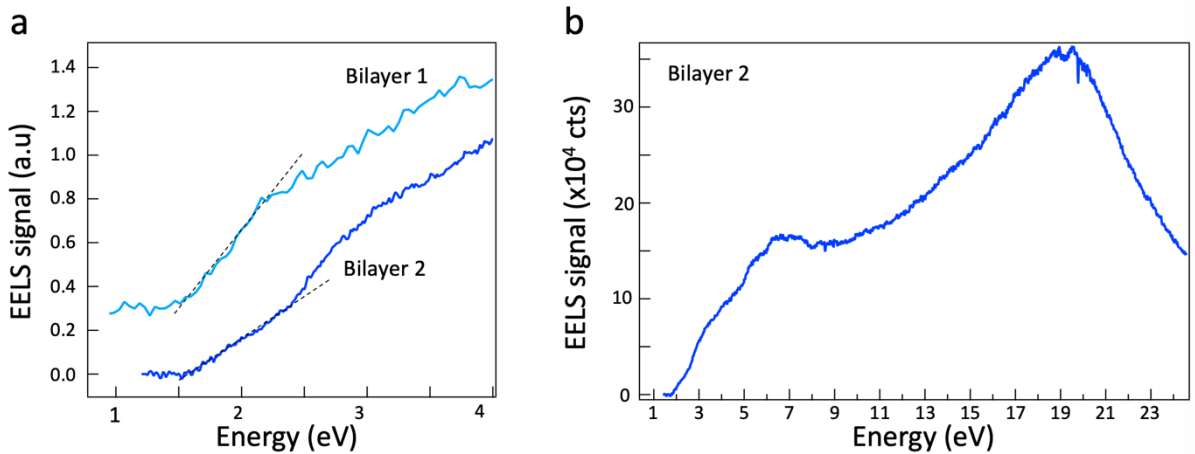 a
EELS signal (a.u)
1.4
1.2
1.0
0.8
0.6
0.4
0.2
0.0
Bilayer 1
Bilayer 2
1 2 3 4
Energy (eV)
b
EELS signal (x10⁴ cts)
30
20
10
0
Bilayer 2
1 3 5 7 9 11 13 15 17 19 21 23
Energy (eV)